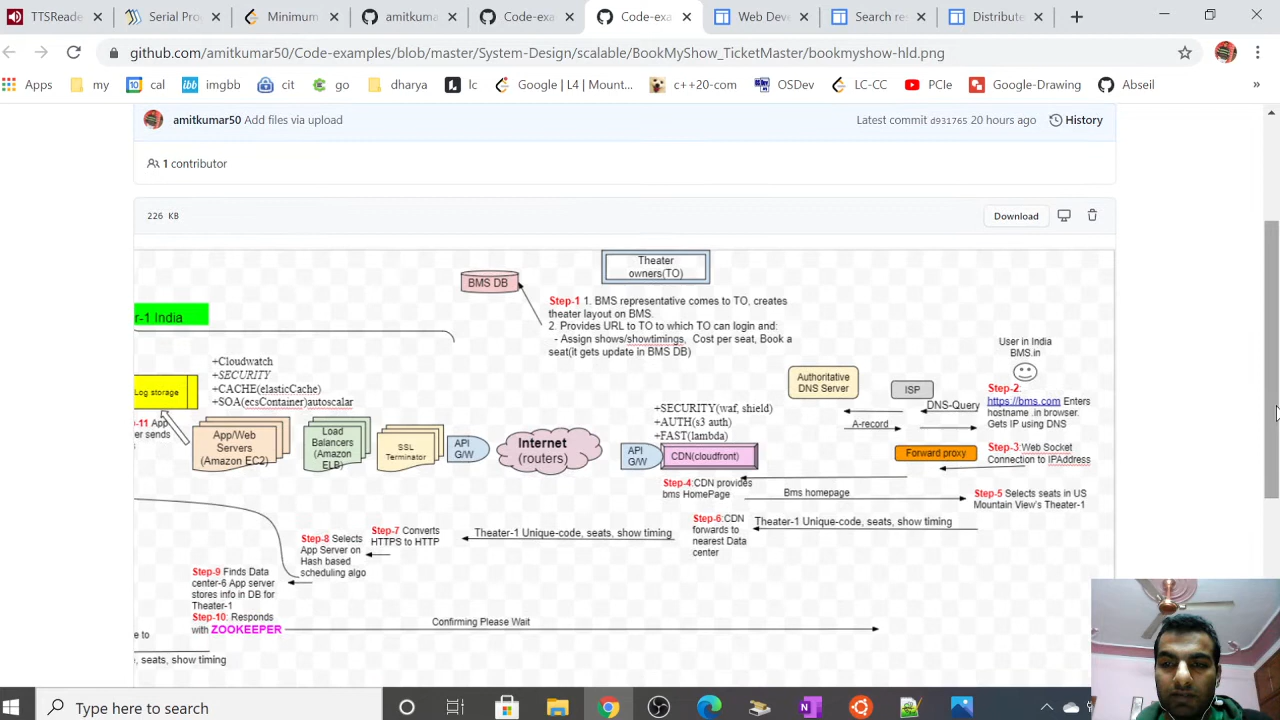 TTSReade
Serial Pro
Minimum
amitkuma
Code-exa
Code-exa
Web Deve
Search res
Distribute
github.com/amitkumar50/Code-examples/blob/master/System-Design/scalable/BookMyShow_TicketMaster/bookmyshow-hld.png
Apps
my
10
cal
ibb
imgbb
cit
go
dharya
lc
Google | L4 | Mount...
c++20-com
OSDev
LC-CC
PCIe
Google-Drawing
Abseil
»
amitkumar50 Add files via upload
Latest commit d931765 20 hours ago
History
1 contributor
226 KB
Download
Theater
owners(TO)
BMS DB
Step-1 1. BMS representative comes to TO, creates
theater layout on BMS.
2. Provides URL to TO to which TO can login and:
- Assign shows/showtimings, Cost per seat, Book a
seat(it gets update in BMS DB)
r-1 India
User in India
BMS.in
+Cloudwatch
+SECURITY
+CACHE(elasticCache)
+SOA(ecsContainer)autoscalar
Log storage
Authoritative
DNS Server
ISP
Step-2:
https://bms.com Enters
hostname .in browser.
Gets IP using DNS
DNS-Query
A-record
+SECURITY(waf, shield)
+AUTH(s3 auth)
+FAST(lambda)
-11 App
er sends
App/Web
Servers
(Amazon EC2)
Load
Balancers
(Amazon
ELB)
SSL
Terminator
API
G/W
Internet
(routers)
API
G/W
CDN(cloudfront)
Forward proxy
Step-3:Web Socket
Connection to IPAddress
Step-4:CDN provides
bms HomePage
Bms homepage
Step-5 Selects seats in US
Mountain View's Theater-1
Step-6:CDN
forwards to
nearest Data
center
Theater-1 Unique-code, seats, show timing
Step-7 Converts
HTTPS to HTTP
Theater-1 Unique-code, seats, show timing
Step-8 Selects
App Server on
Hash based
scheduling algo
Step-9 Finds Data
center-6 App server
stores info in DB for
Theater-1
Step-10: Responds
with ZOOKEEPER
Confirming Please Wait
te to
, seats, show timing
Type here to search